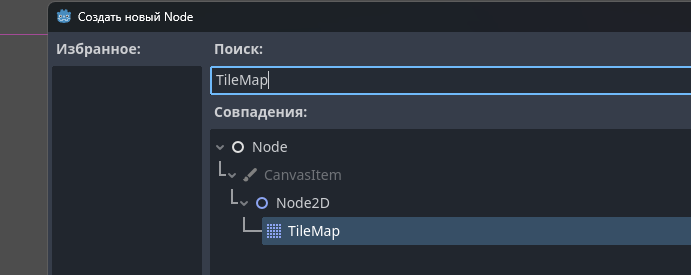 Создать новый Node
Избранное:
Поиск:
TileMap
Совпадения:
Node
CanvasItem
Node2D
TileMap